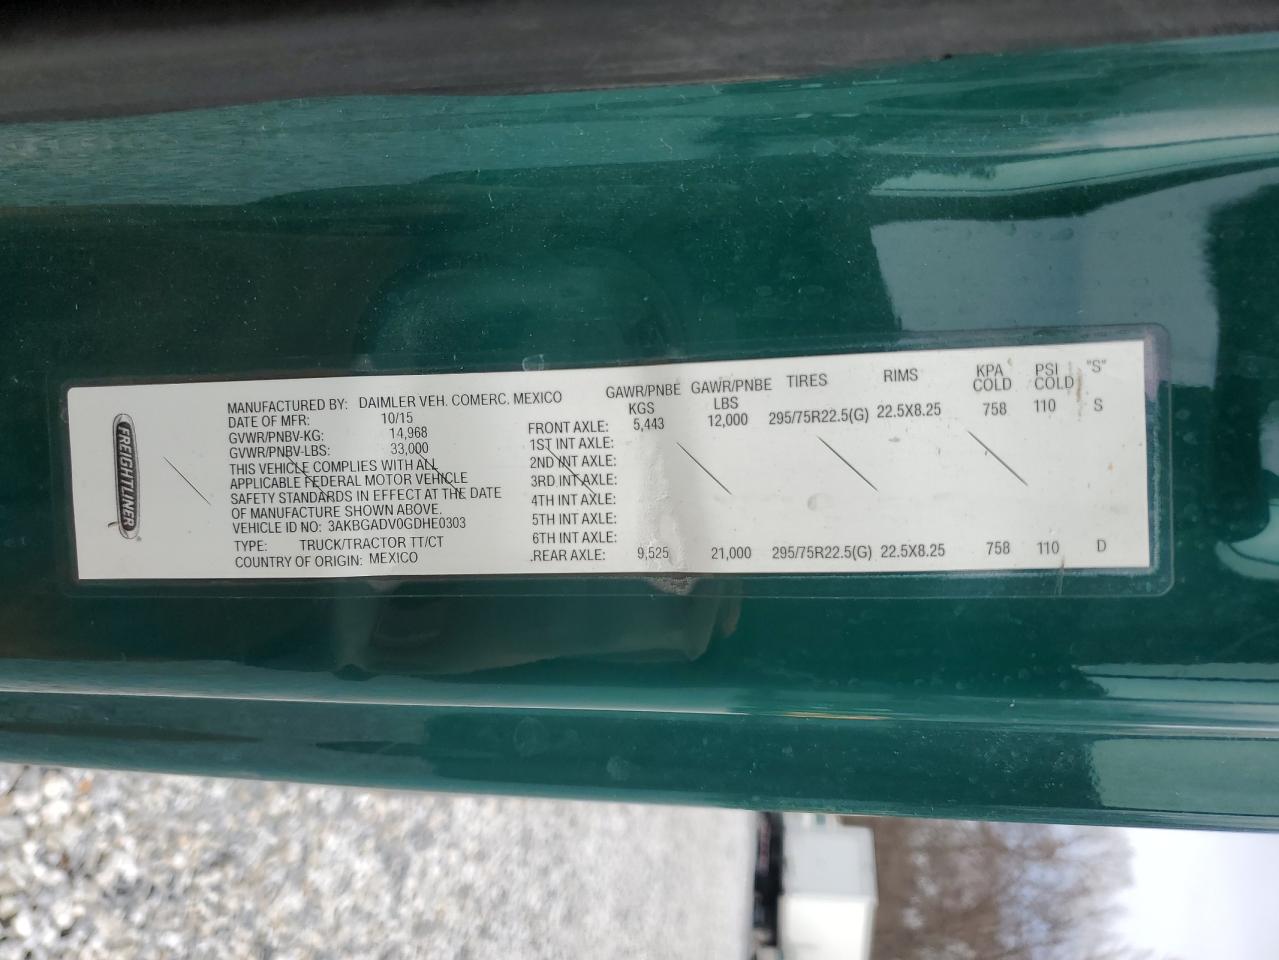 FREIGHTLINER
MANUFACTURED BY: DAIMLER VEH. COMERC. MEXICO
DATE OF MFR: 10/15
GVWR/PNBV-KG: 14,968
GVWR/PNBV-LBS: 33,000
THIS VEHICLE COMPLIES WITH ALL
APPLICABLE FEDERAL MOTOR VEHICLE
SAFETY STANDARDS IN EFFECT AT THE DATE
OF MANUFACTURE SHOWN ABOVE.
VEHICLE ID NO: 3AKBGADV0GDHE0303
TYPE: TRUCK/TRACTOR TT/CT
COUNTRY OF ORIGIN: MEXICO
GAWR/PNBE KGS GAWR/PNBE LBS TIRES RIMS KPA COLD PSI COLD "S"
FRONT AXLE: 5,443 12,000 295/75R22.5(G) 22.5X8.25 758 110 S
1ST INT AXLE:
2ND INT AXLE:
3RD INT AXLE:
4TH INT AXLE:
5TH INT AXLE:
6TH INT AXLE:
.REAR AXLE: 9,525 21,000 295/75R22.5(G) 22.5X8.25 758 110 D